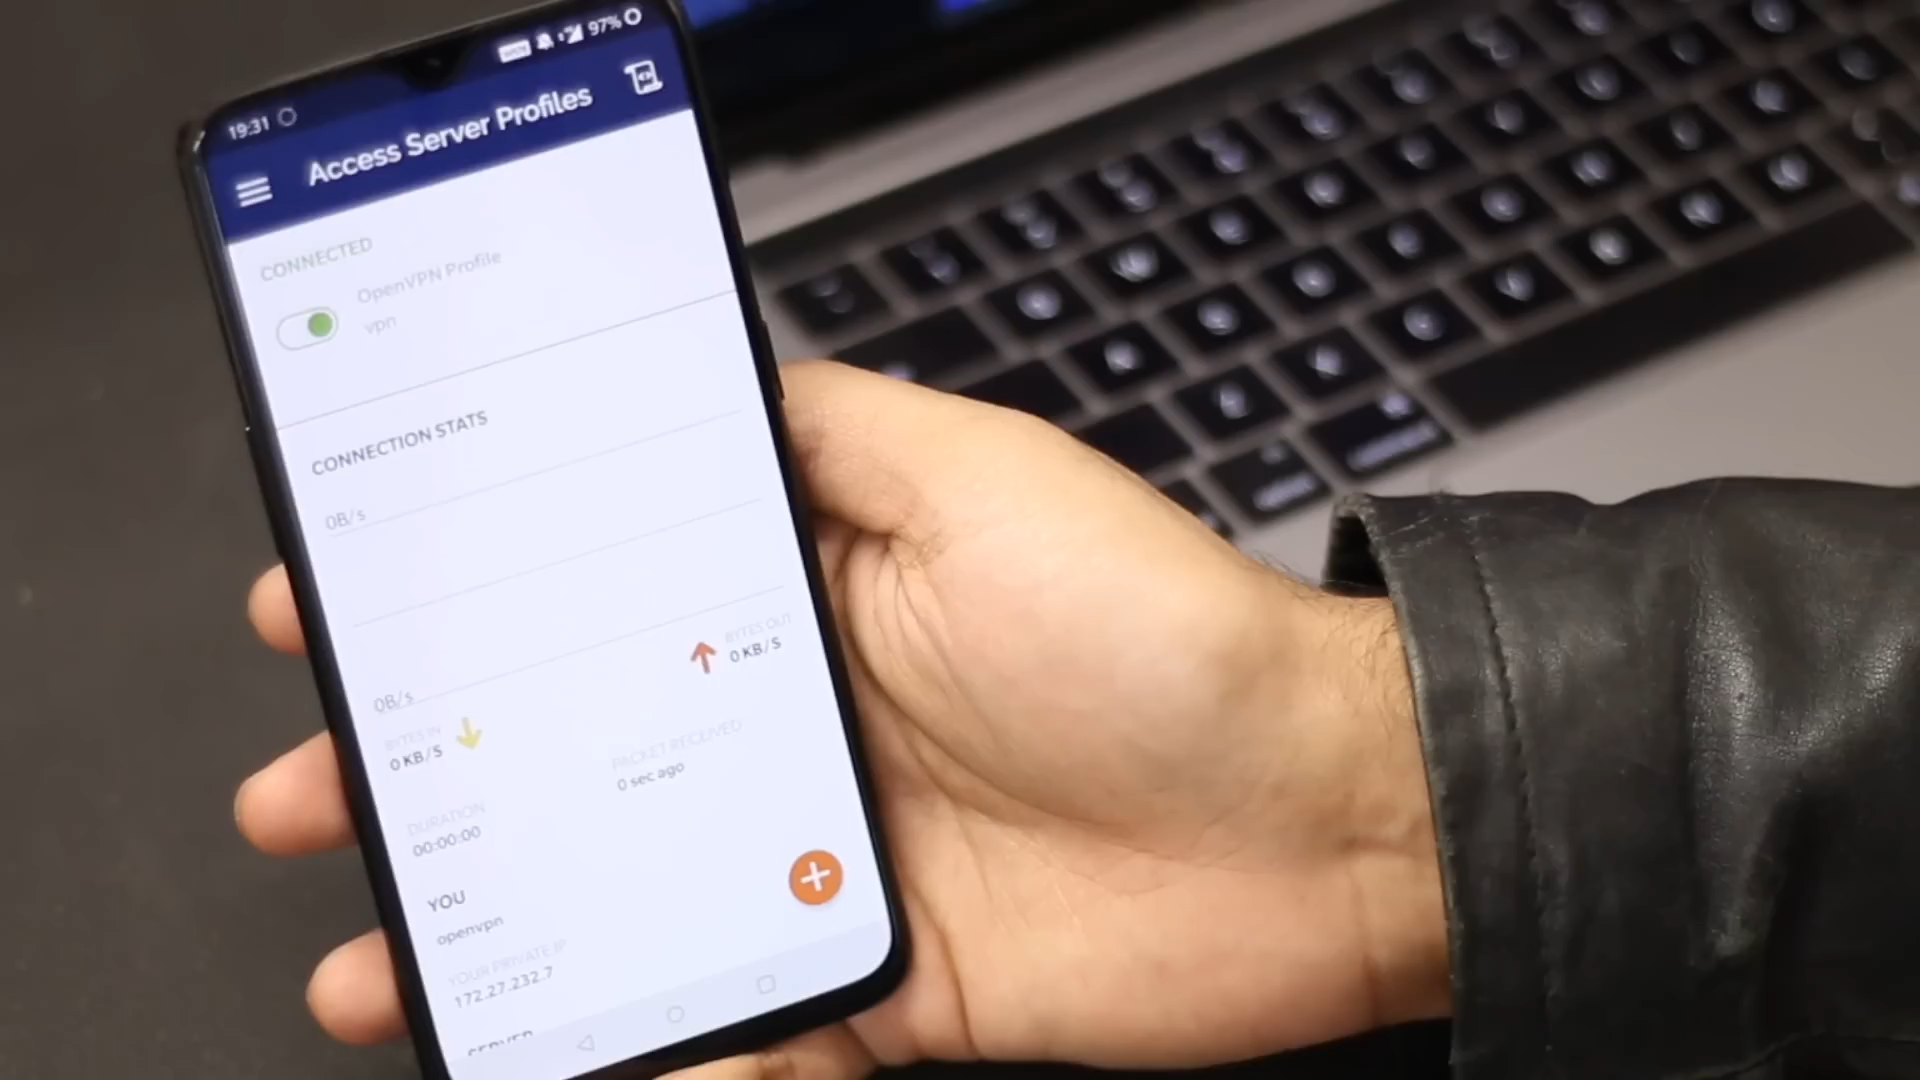 19:31 97%
Access Server Profiles
CONNECTED
OpenVPN Profile
vpn
CONNECTION STATS
0B/s
0B/s
BYTES IN
0 KB/S
BYTES OUT
0 KB/S
DURATION
00:00:00
PACKET RECEIVED
0 sec ago
YOU
openvpn
YOUR PRIVATE IP
172.27.232.7
SERVER